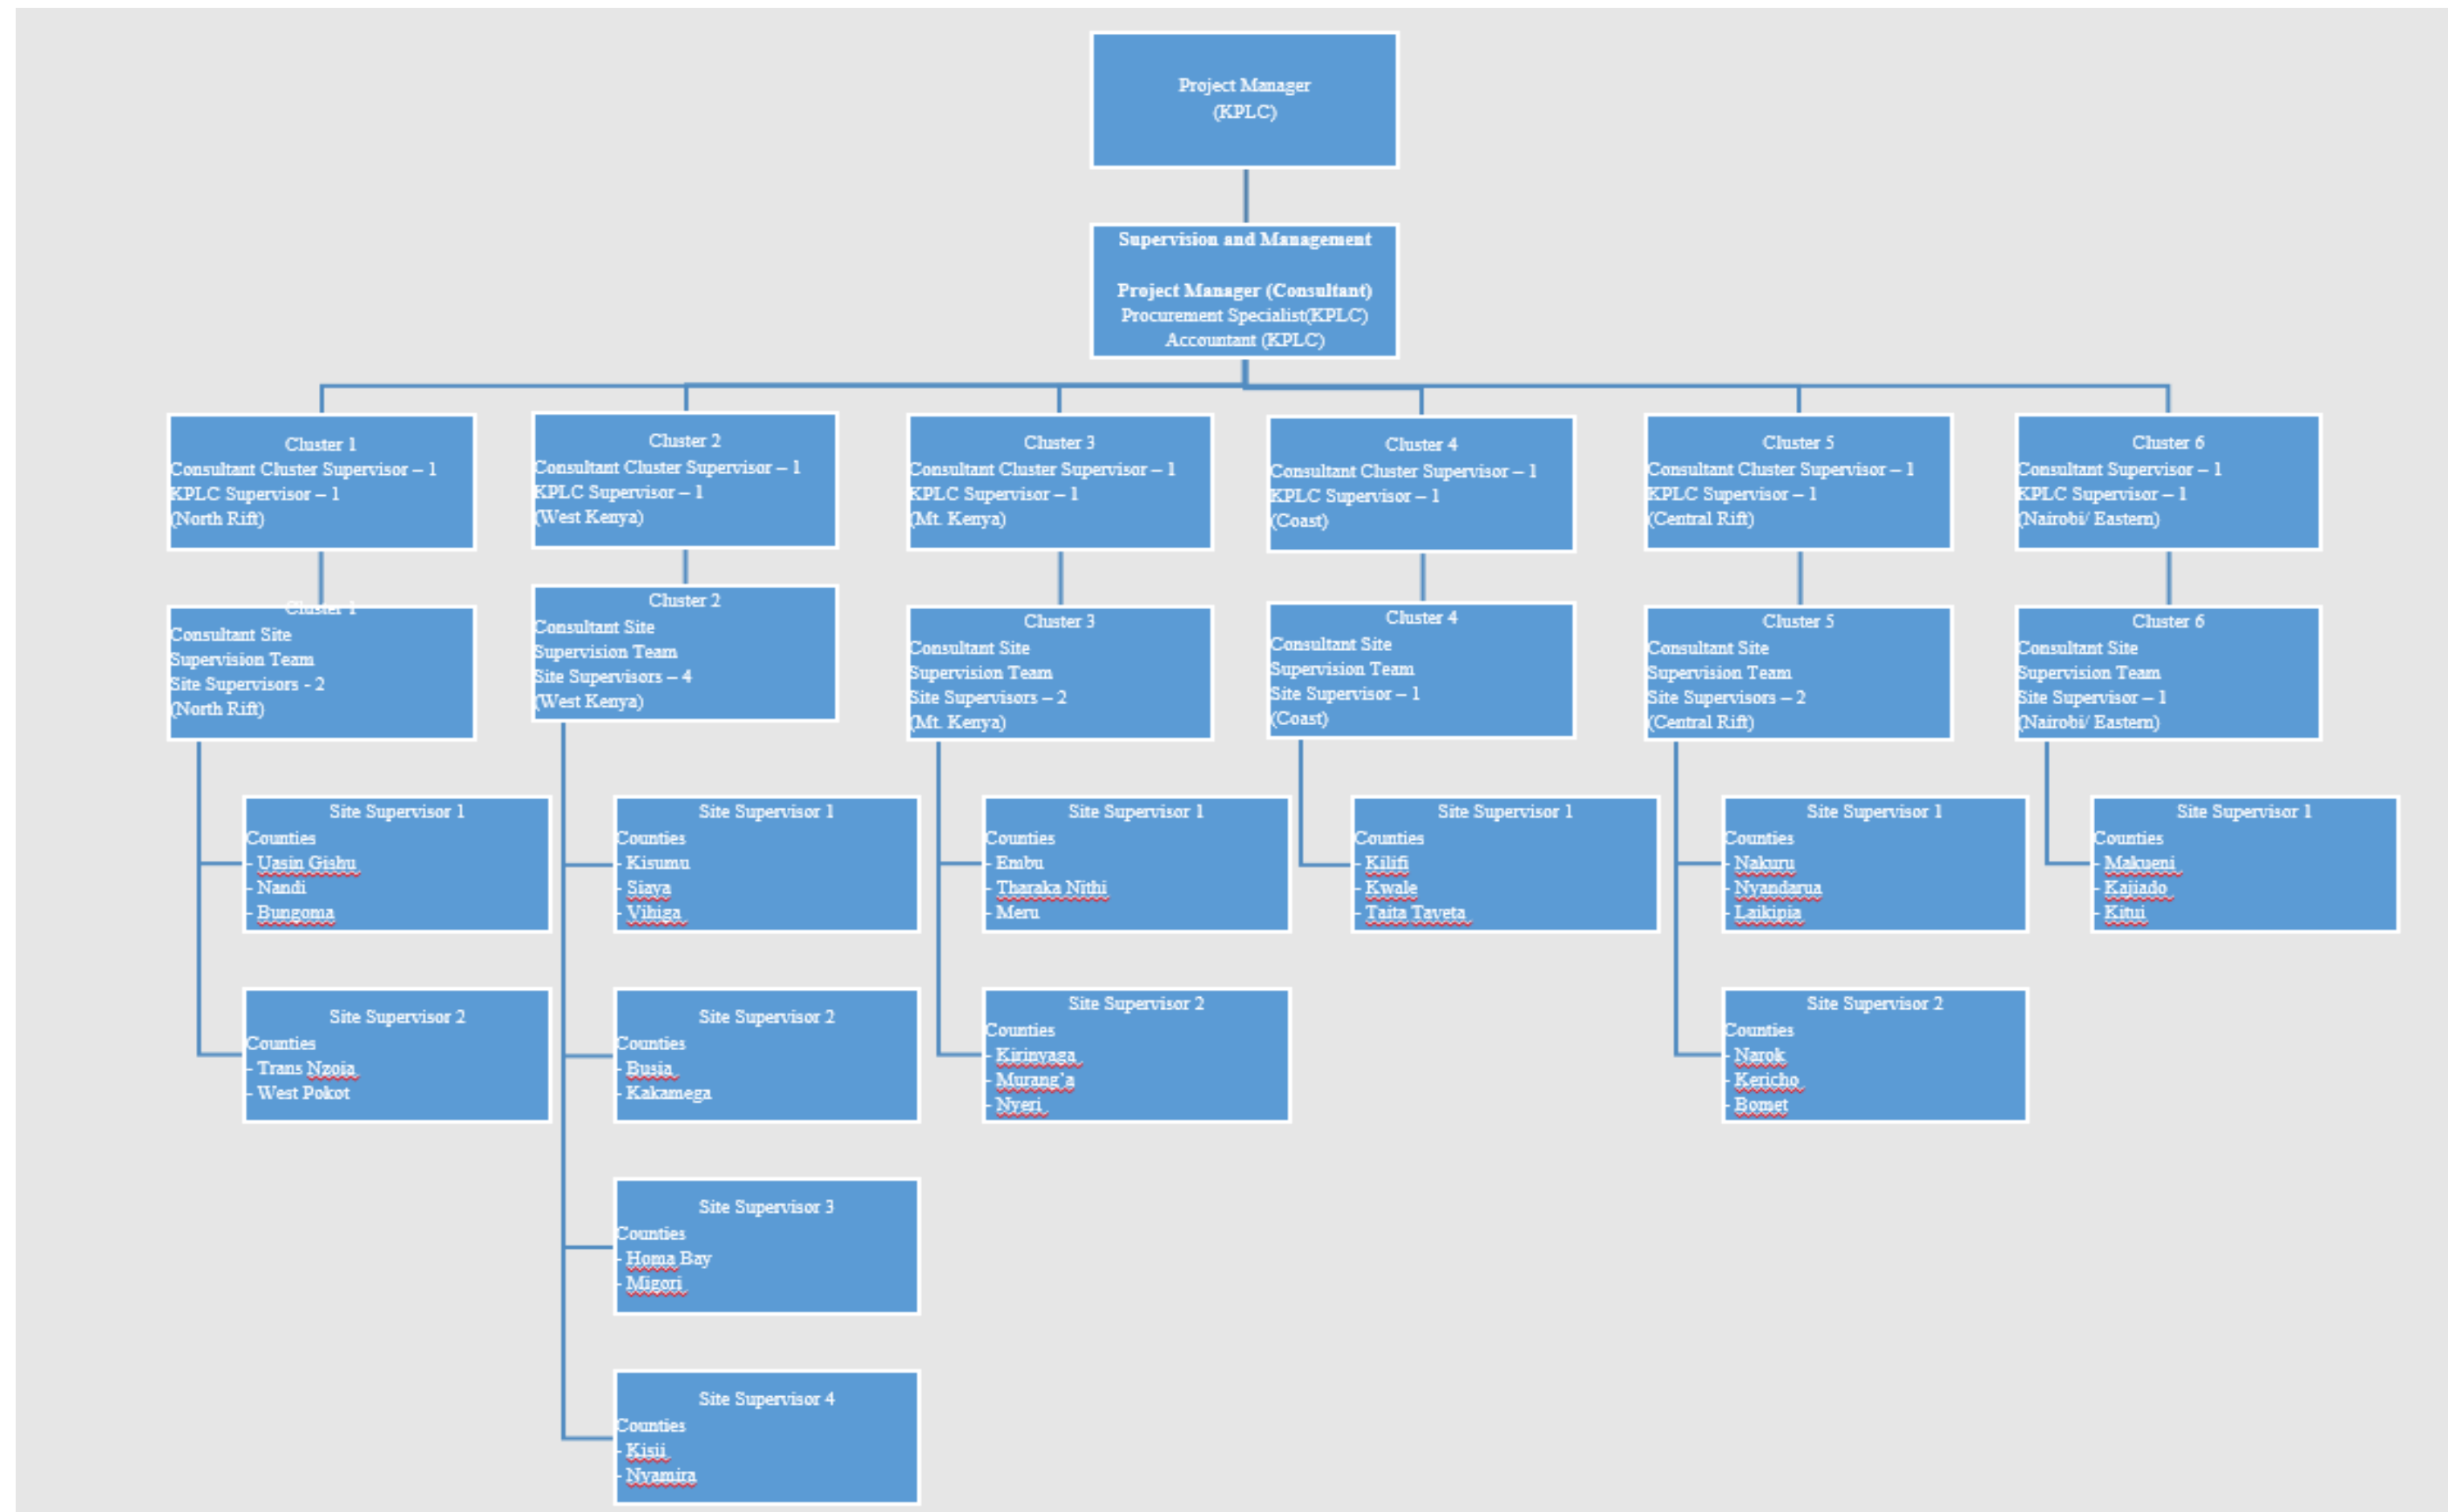 Project Manager
(KPLC)
Supervision and Management
Project Manager (Consultant)
Procurement Specialist(KPLC)
Accountant (KPLC)
Cluster 1
Consultant Cluster Supervisor – 1
KPLC Supervisor – 1
(North Rift)
Cluster 2
Consultant Cluster Supervisor – 1
KPLC Supervisor – 1
(West Kenya)
Cluster 3
Consultant Cluster Supervisor – 1
KPLC Supervisor – 1
(Mt. Kenya)
Cluster 4
Consultant Cluster Supervisor – 1
KPLC Supervisor – 1
(Coast)
Cluster 5
Consultant Cluster Supervisor – 1
KPLC Supervisor – 1
(Central Rift)
Cluster 6
Consultant Supervisor – 1
KPLC Supervisor – 1
(Nairobi/ Eastern)
Cluster 1
Consultant Site
Supervision Team
Site Supervisors - 2
(North Rift)
Cluster 2
Consultant Site
Supervision Team
Site Supervisors – 4
(West Kenya)
Cluster 3
Consultant Site
Supervision Team
Site Supervisors – 2
(Mt. Kenya)
Cluster 4
Consultant Site
Supervision Team
Site Supervisor – 1
(Coast)
Cluster 5
Consultant Site
Supervision Team
Site Supervisors – 2
(Central Rift)
Cluster 6
Consultant Site
Supervision Team
Site Supervisor – 1
(Nairobi/ Eastern)
Site Supervisor 1
Counties
- Uasin Gishu
- Nandi
- Bungoma
Site Supervisor 1
Counties
- Kisumu
- Siaya
- Vihiga
Site Supervisor 1
Counties
- Embu
- Tharaka Nithi
- Meru
Site Supervisor 1
Counties
- Kilifi
- Kwale
- Taita Taveta
Site Supervisor 1
Counties
- Nakuru
- Nyandarua
- Laikipia
Site Supervisor 1
Counties
- Makueni
- Kajiado
- Kitui
Site Supervisor 2
Counties
- Trans Nzoia
- West Pokot
Site Supervisor 2
Counties
- Busia
- Kakamega
Site Supervisor 2
Counties
- Kirinyaga
- Murang’a
- Nyeri
Site Supervisor 2
Counties
- Narok
- Kericho
- Bomet
Site Supervisor 3
Counties
- Homa Bay
- Migori
Site Supervisor 4
Counties
- Kisii
- Nyamira